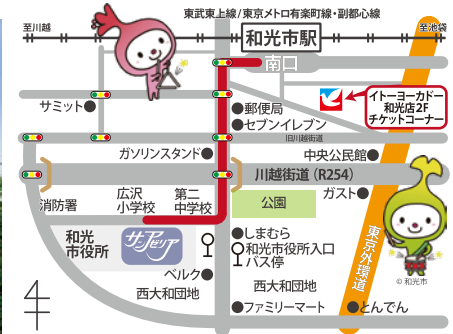 東武東上線/東京メトロ有楽町線・副都心線
至川越
和光市駅
至池袋
南口
イトーヨーカドー
和光店2F
チケットコーナー
サミット
郵便局
セブンイレブン
旧川越街道
ガソリンスタンド
中央公民館
川越街道(R254)
消防署
広沢
小学校
第二
中学校
公園
ガスト
和光
市役所
サンアゼリア
しまむら
和光市役所入口
バス停
東京外環道
© 和光市
ベルク
西大和団地
西大和団地
ファミリーマート
とんでん